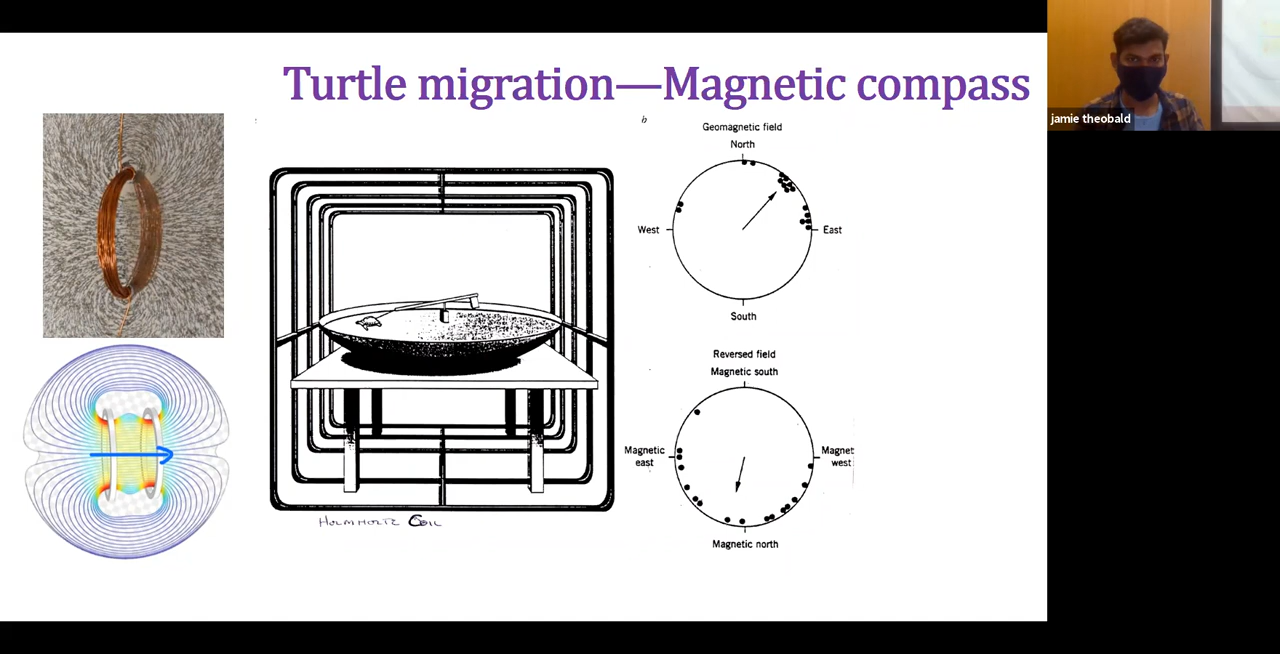 Turtle migration—Magnetic compass
jamie theobald
b
Geomagnetic field
North
West
East
South
Reversed field
Magnetic south
Magnetic
east
Magnet
west
Magnetic north
HOLMHOLTZ COIL